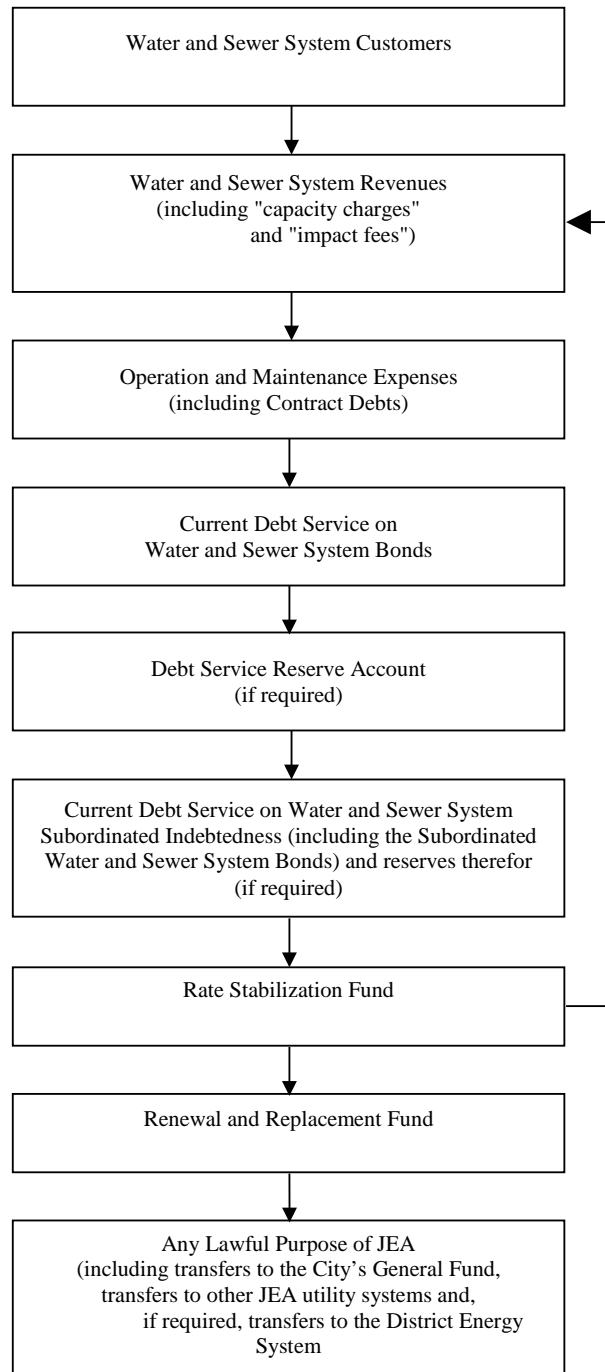 Water and Sewer System Customers
Water and Sewer System Revenues
(including "capacity charges"
and "impact fees")
Operation and Maintenance Expenses
(including Contract Debts)
Current Debt Service on
Water and Sewer System Bonds
Debt Service Reserve Account
(if required)
Current Debt Service on Water and Sewer System
Subordinated Indebtedness (including the Subordinated
Water and Sewer System Bonds) and reserves therefor
(if required)
Rate Stabilization Fund
Renewal and Replacement Fund
Any Lawful Purpose of JEA
(including transfers to the City’s General Fund,
transfers to other JEA utility systems and,
if required, transfers to the District Energy
System